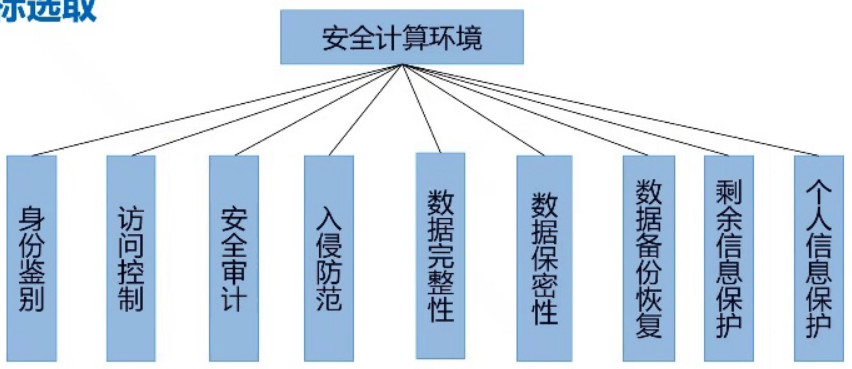 标选取
安全计算环境
身份鉴别
访问控制
安全审计
入侵防范
数据完整性
数据保密性
数据备份恢复
剩余信息保护
个人信息保护